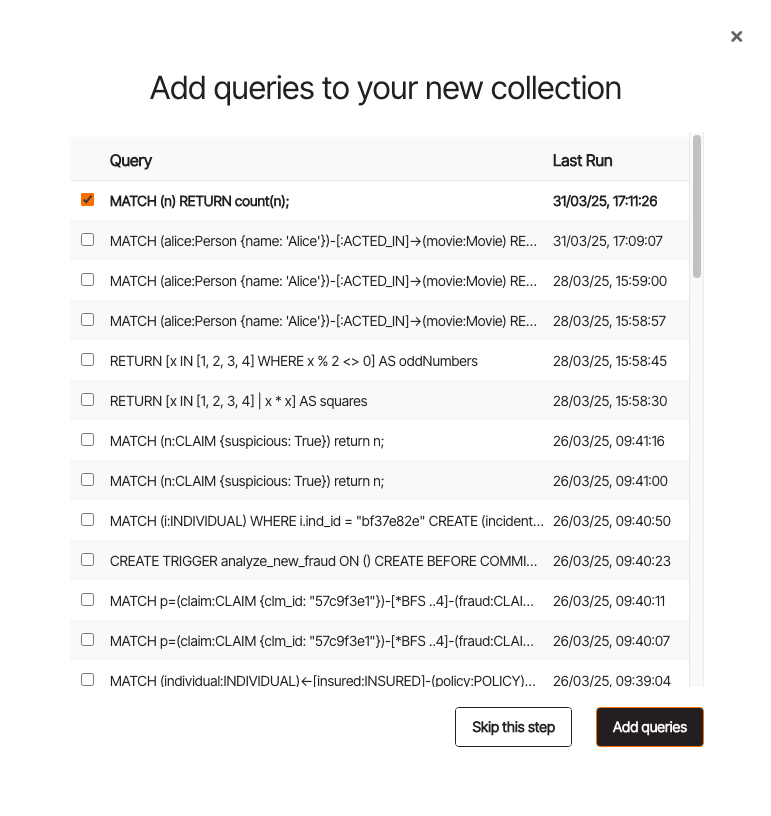 Add queries to your new collection
Query Last Run
MATCH (n) RETURN count(n); 31/03/25, 17:11:26
MATCH (alice:Person {name: 'Alice'})-[:ACTED_IN]->(movie:Movie) RE... 31/03/25, 17:09:07
MATCH (alice:Person {name: 'Alice'})-[:ACTED_IN]->(movie:Movie) RE... 28/03/25, 15:59:00
MATCH (alice:Person {name: 'Alice'})-[:ACTED_IN]->(movie:Movie) RE... 28/03/25, 15:58:57
RETURN [x IN [1, 2, 3, 4] WHERE x % 2 <> 0] AS oddNumbers 28/03/25, 15:58:45
RETURN [x IN [1, 2, 3, 4] | x * x] AS squares 28/03/25, 15:58:30
MATCH (n:CLAIM {suspicious: True}) return n; 26/03/25, 09:41:16
MATCH (n:CLAIM {suspicious: True}) return n; 26/03/25, 09:41:00
MATCH (i:INDIVIDUAL) WHERE i.ind_id = "bf37e82e" CREATE (incident... 26/03/25, 09:40:50
CREATE TRIGGER analyze_new_fraud ON () CREATE BEFORE COMMI... 26/03/25, 09:40:23
MATCH p=(claim:CLAIM {clm_id: "57c9f3e1"})-[*BFS ..4]-(fraud:CLAI... 26/03/25, 09:40:11
MATCH p=(claim:CLAIM {clm_id: "57c9f3e1"})-[*BFS ..4]-(fraud:CLAI... 26/03/25, 09:40:07
MATCH (individual:INDIVIDUAL)<-[insured:INSURED]-(policy:POLICY)... 26/03/25, 09:39:04
Skip this step Add queries